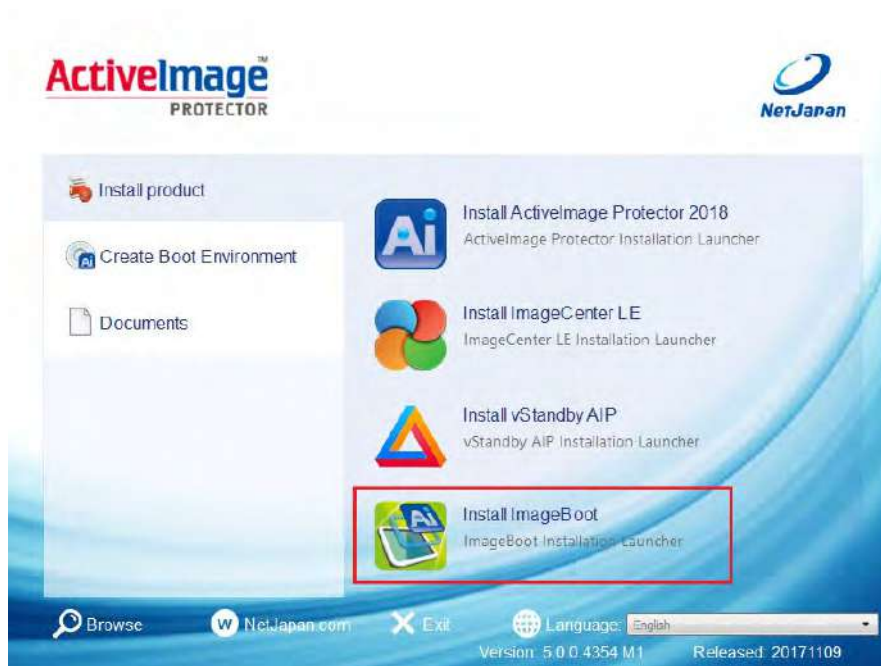 ActiveImage™
PROTECTOR
NetJapan
Install product
Create Boot Environment
Documents
Install ActiveImage Protector 2018
ActiveImage Protector Installation Launcher
Install ImageCenter LE
ImageCenter LE Installation Launcher
Install vStandby AIP
vStandby AIP Installation Launcher
Install ImageBoot
ImageBoot Installation Launcher
Browse
NetJapan.com
Exit
Language: English
Version: 5.0.0.4354 M1 Released: 20171109